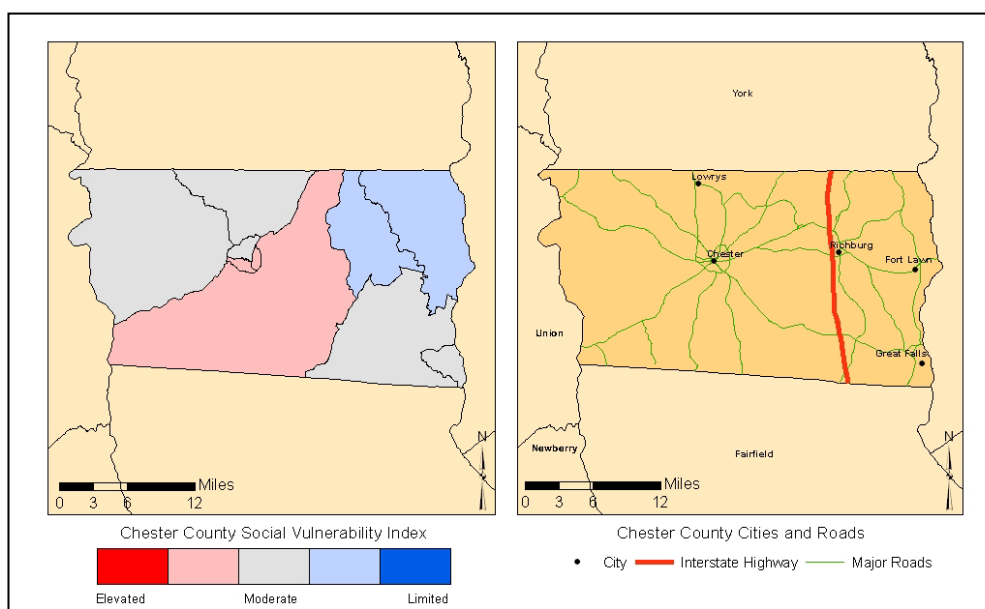 N
Miles
0 3 6 12
Chester County Social Vulnerability Index
Elevated Moderate Limited
York
Lowrys
Chester
Richburg
Fort Lawn
Union
Great Falls
Newberry
Fairfield
N
Miles
0 3 6 12
Chester County Cities and Roads
City Interstate Highway Major Roads